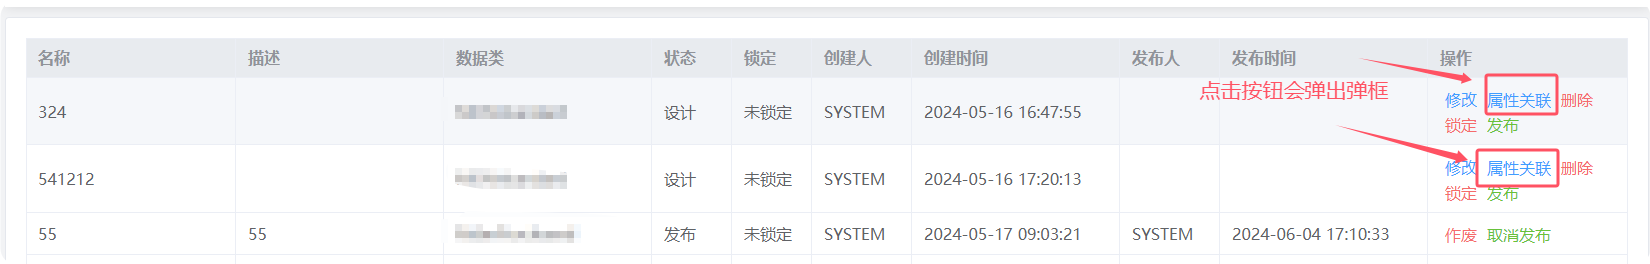 名称 描述 数据类 状态 锁定 创建人 创建时间 发布人 发布时间 操作
点击按钮会弹出弹框
324 设计 未锁定 SYSTEM 2024-05-16 16:47:55 修改 属性关联 删除
锁定 发布
541212 设计 未锁定 SYSTEM 2024-05-16 17:20:13 修改 属性关联 删除
锁定 发布
55 55 发布 未锁定 SYSTEM 2024-05-17 09:03:21 SYSTEM 2024-06-04 17:10:33 作废 取消发布